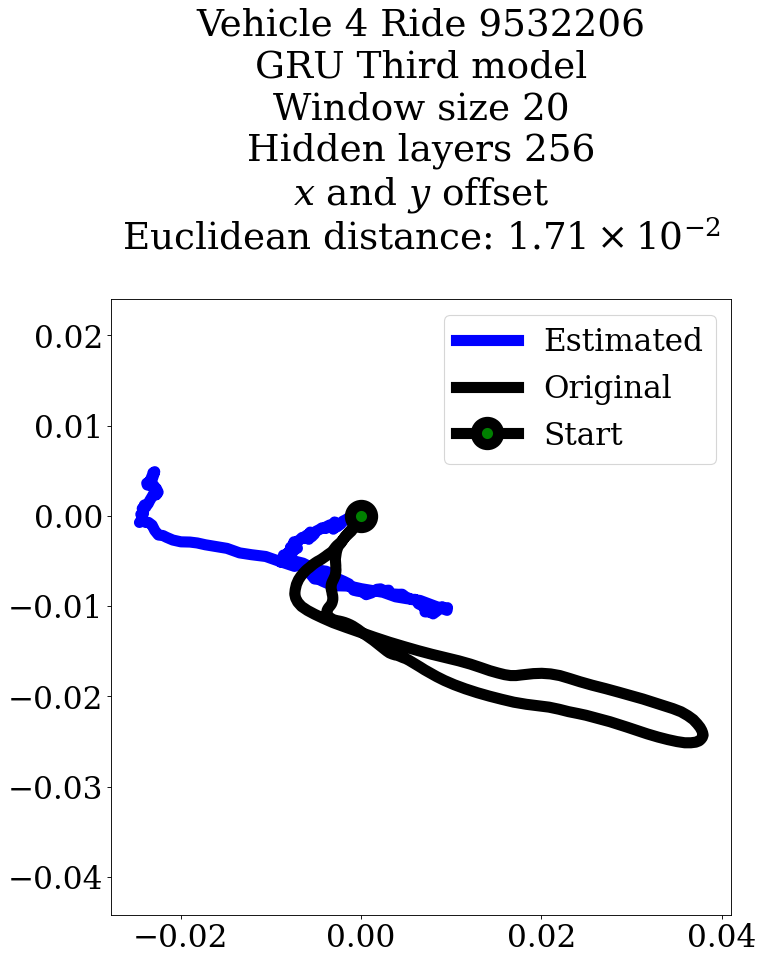 Vehicle 4 Ride 9532206
GRU Third model
Window size 20
Hidden layers 256
x and y offset
Euclidean distance: 1.71 × 10⁻²
Estimated
Original
Start
0.02
0.01
0.00
−0.01
−0.02
−0.03
−0.04
−0.02 0.00 0.02 0.04